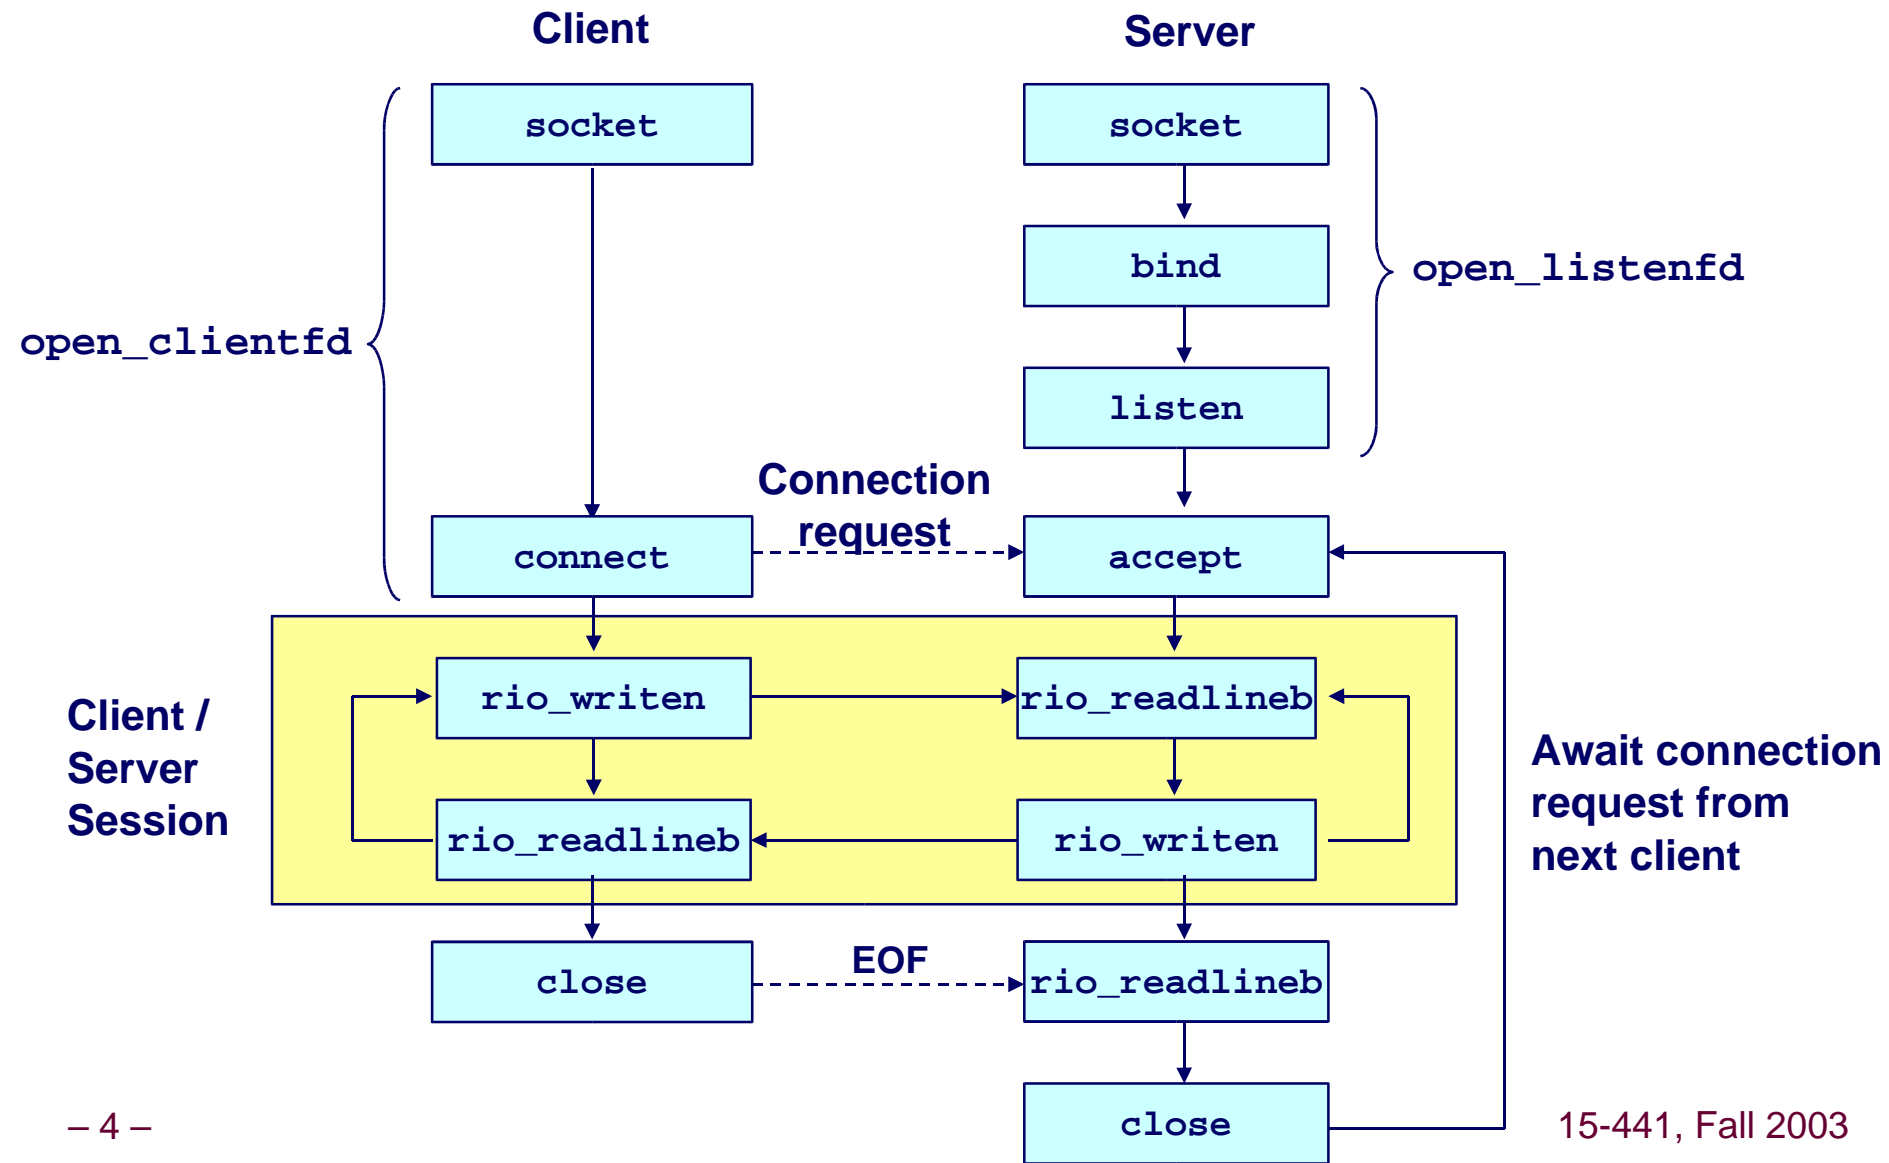 Client
Server
socket
socket
bind
open_listenfd
open_clientfd
listen
Connection
request
connect
accept
Client /
Server
Session
rio_writen
rio_readlineb
Await connection
request from
next client
rio_readlineb
rio_writen
close
EOF
rio_readlineb
close
– 4 –
15-441, Fall 2003